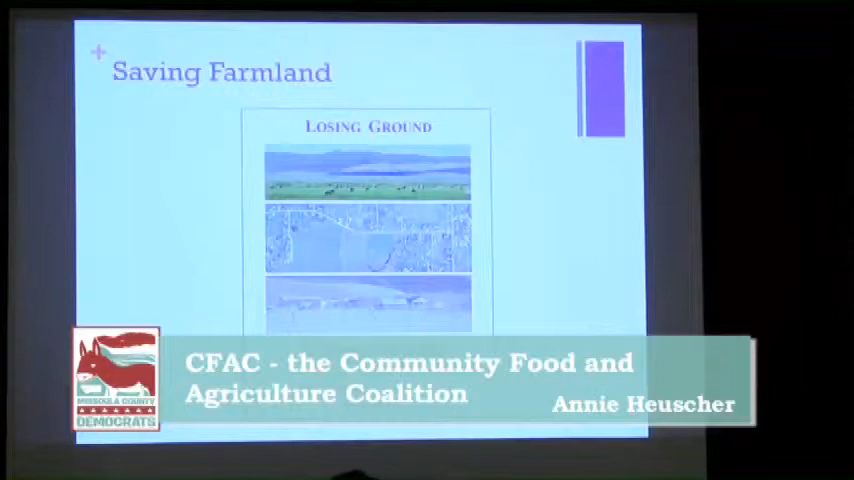 +
Saving Farmland
LOSING GROUND
CFAC - the Community Food and
Agriculture Coalition
Annie Heuscher
MISSOULA COUNTY
DEMOCRATS